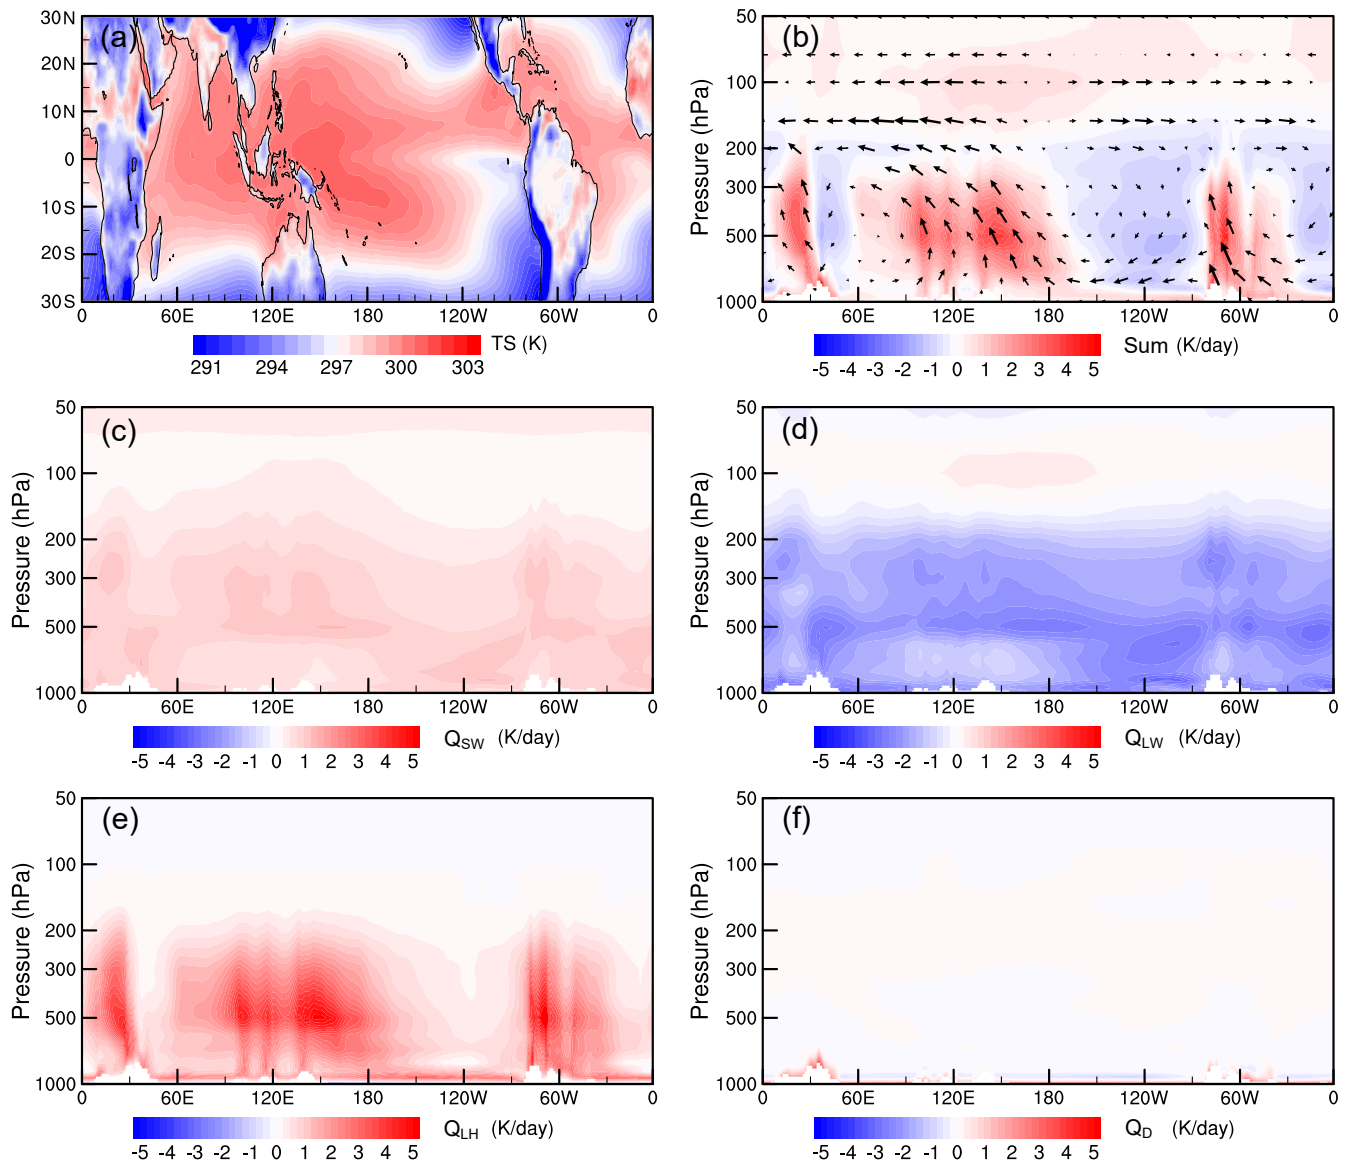 (a)
30N
20N
10N
0
10S
20S
30S
60E 120E 180 120W 60W 0
TS (K)
291 294 297 300 303
(b)
Pressure (hPa)
50
100
200
300
500
1000
0 60E 120E 180 120W 60W 0
Sum (K/day)
-5 -4 -3 -2 -1 0 1 2 3 4 5
(c)
Pressure (hPa)
50
100
200
300
500
1000
0 60E 120E 180 120W 60W 0
QSW (K/day)
-5 -4 -3 -2 -1 0 1 2 3 4 5
(d)
Pressure (hPa)
50
100
200
300
500
1000
0 60E 120E 180 120W 60W 0
QLW (K/day)
-5 -4 -3 -2 -1 0 1 2 3 4 5
(e)
Pressure (hPa)
50
100
200
300
500
1000
0 60E 120E 180 120W 60W 0
QLH (K/day)
-5 -4 -3 -2 -1 0 1 2 3 4 5
(f)
Pressure (hPa)
50
100
200
300
500
1000
0 60E 120E 180 120W 60W 0
QD (K/day)
-5 -4 -3 -2 -1 0 1 2 3 4 5